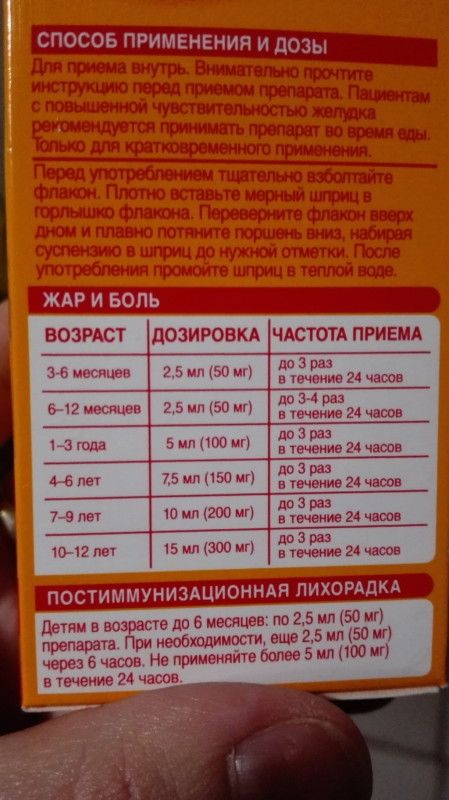 СПОСОБ ПРИМЕНЕНИЯ И ДОЗЫ
Для приема внутрь. Внимательно прочтите
инструкцию перед приемом препарата. Пациентам
с повышенной чувствительностью желудка
рекомендуется принимать препарат во время еды.
Только для кратковременного применения.
Перед употреблением тщательно взболтайте
флакон. Плотно вставьте мерный шприц в
горлышко флакона. Переверните флакон вверх
дном и плавно потяните поршень вниз, набирая
суспензию в шприц до нужной отметки. После
употребления промойте шприц в теплой воде.
ЖАР И БОЛЬ
ВОЗРАСТ ДОЗИРОВКА ЧАСТОТА ПРИЕМА
3-6 месяцев 2,5 мл (50 мг) до 3 раз
в течение 24 часов
6–12 месяцев 2,5 мл (50 мг) до 3-4 раз
в течение 24 часов
1–3 года 5 мл (100 мг) до 3 раз
в течение 24 часов
4–6 лет 7,5 мл (150 мг) до 3 раз
в течение 24 часов
7–9 лет 10 мл (200 мг) до 3 раз
в течение 24 часов
10–12 лет 15 мл (300 мг) до 3 раз
в течение 24 часов
ПОСТИММУНИЗАЦИОННАЯ ЛИХОРАДКА
Детям в возрасте до 6 месяцев: по 2,5 мл (50 мг)
препарата. При необходимости, еще 2,5 мл (50 мг)
через 6 часов. Не применяйте более 5 мл (100 мг)
в течение 24 часов.